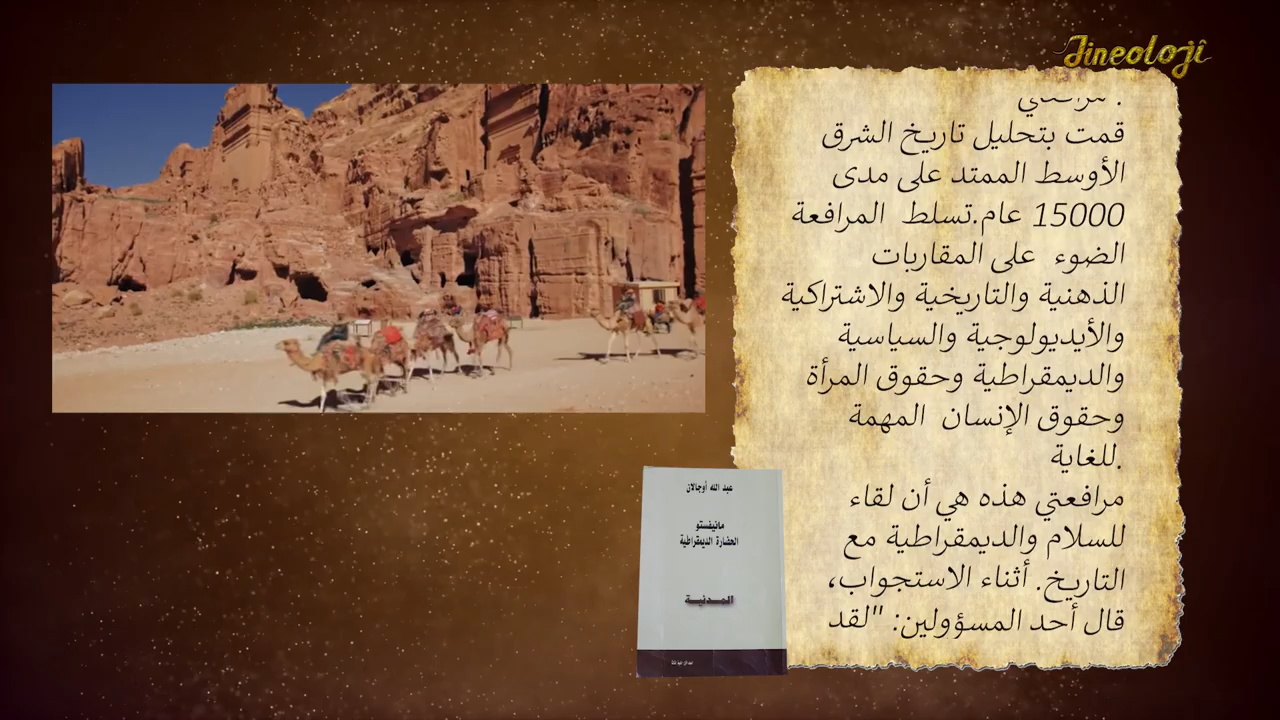 Jineolojî
قمت بتحليل تاريخ الشرق
الأوسط الممتد على مدى
15000 عام.تسلط المرافعة
الضوء على المقاربات
الذهنية والتاريخية والاشتراكية
والأيديولوجية والسياسية
والديمقراطية وحقوق المرأة
وحقوق الإنسان المهمة
.للغاية
مرافعتي هذه هي أن لقاء
للسلام والديمقراطية مع
التاريخ. أثناء الاستجواب،
قال أحد المسؤولين: "لقد
عبد الله أوجالان
مانيفستو
الحضارة الديمقراطية
المدنية